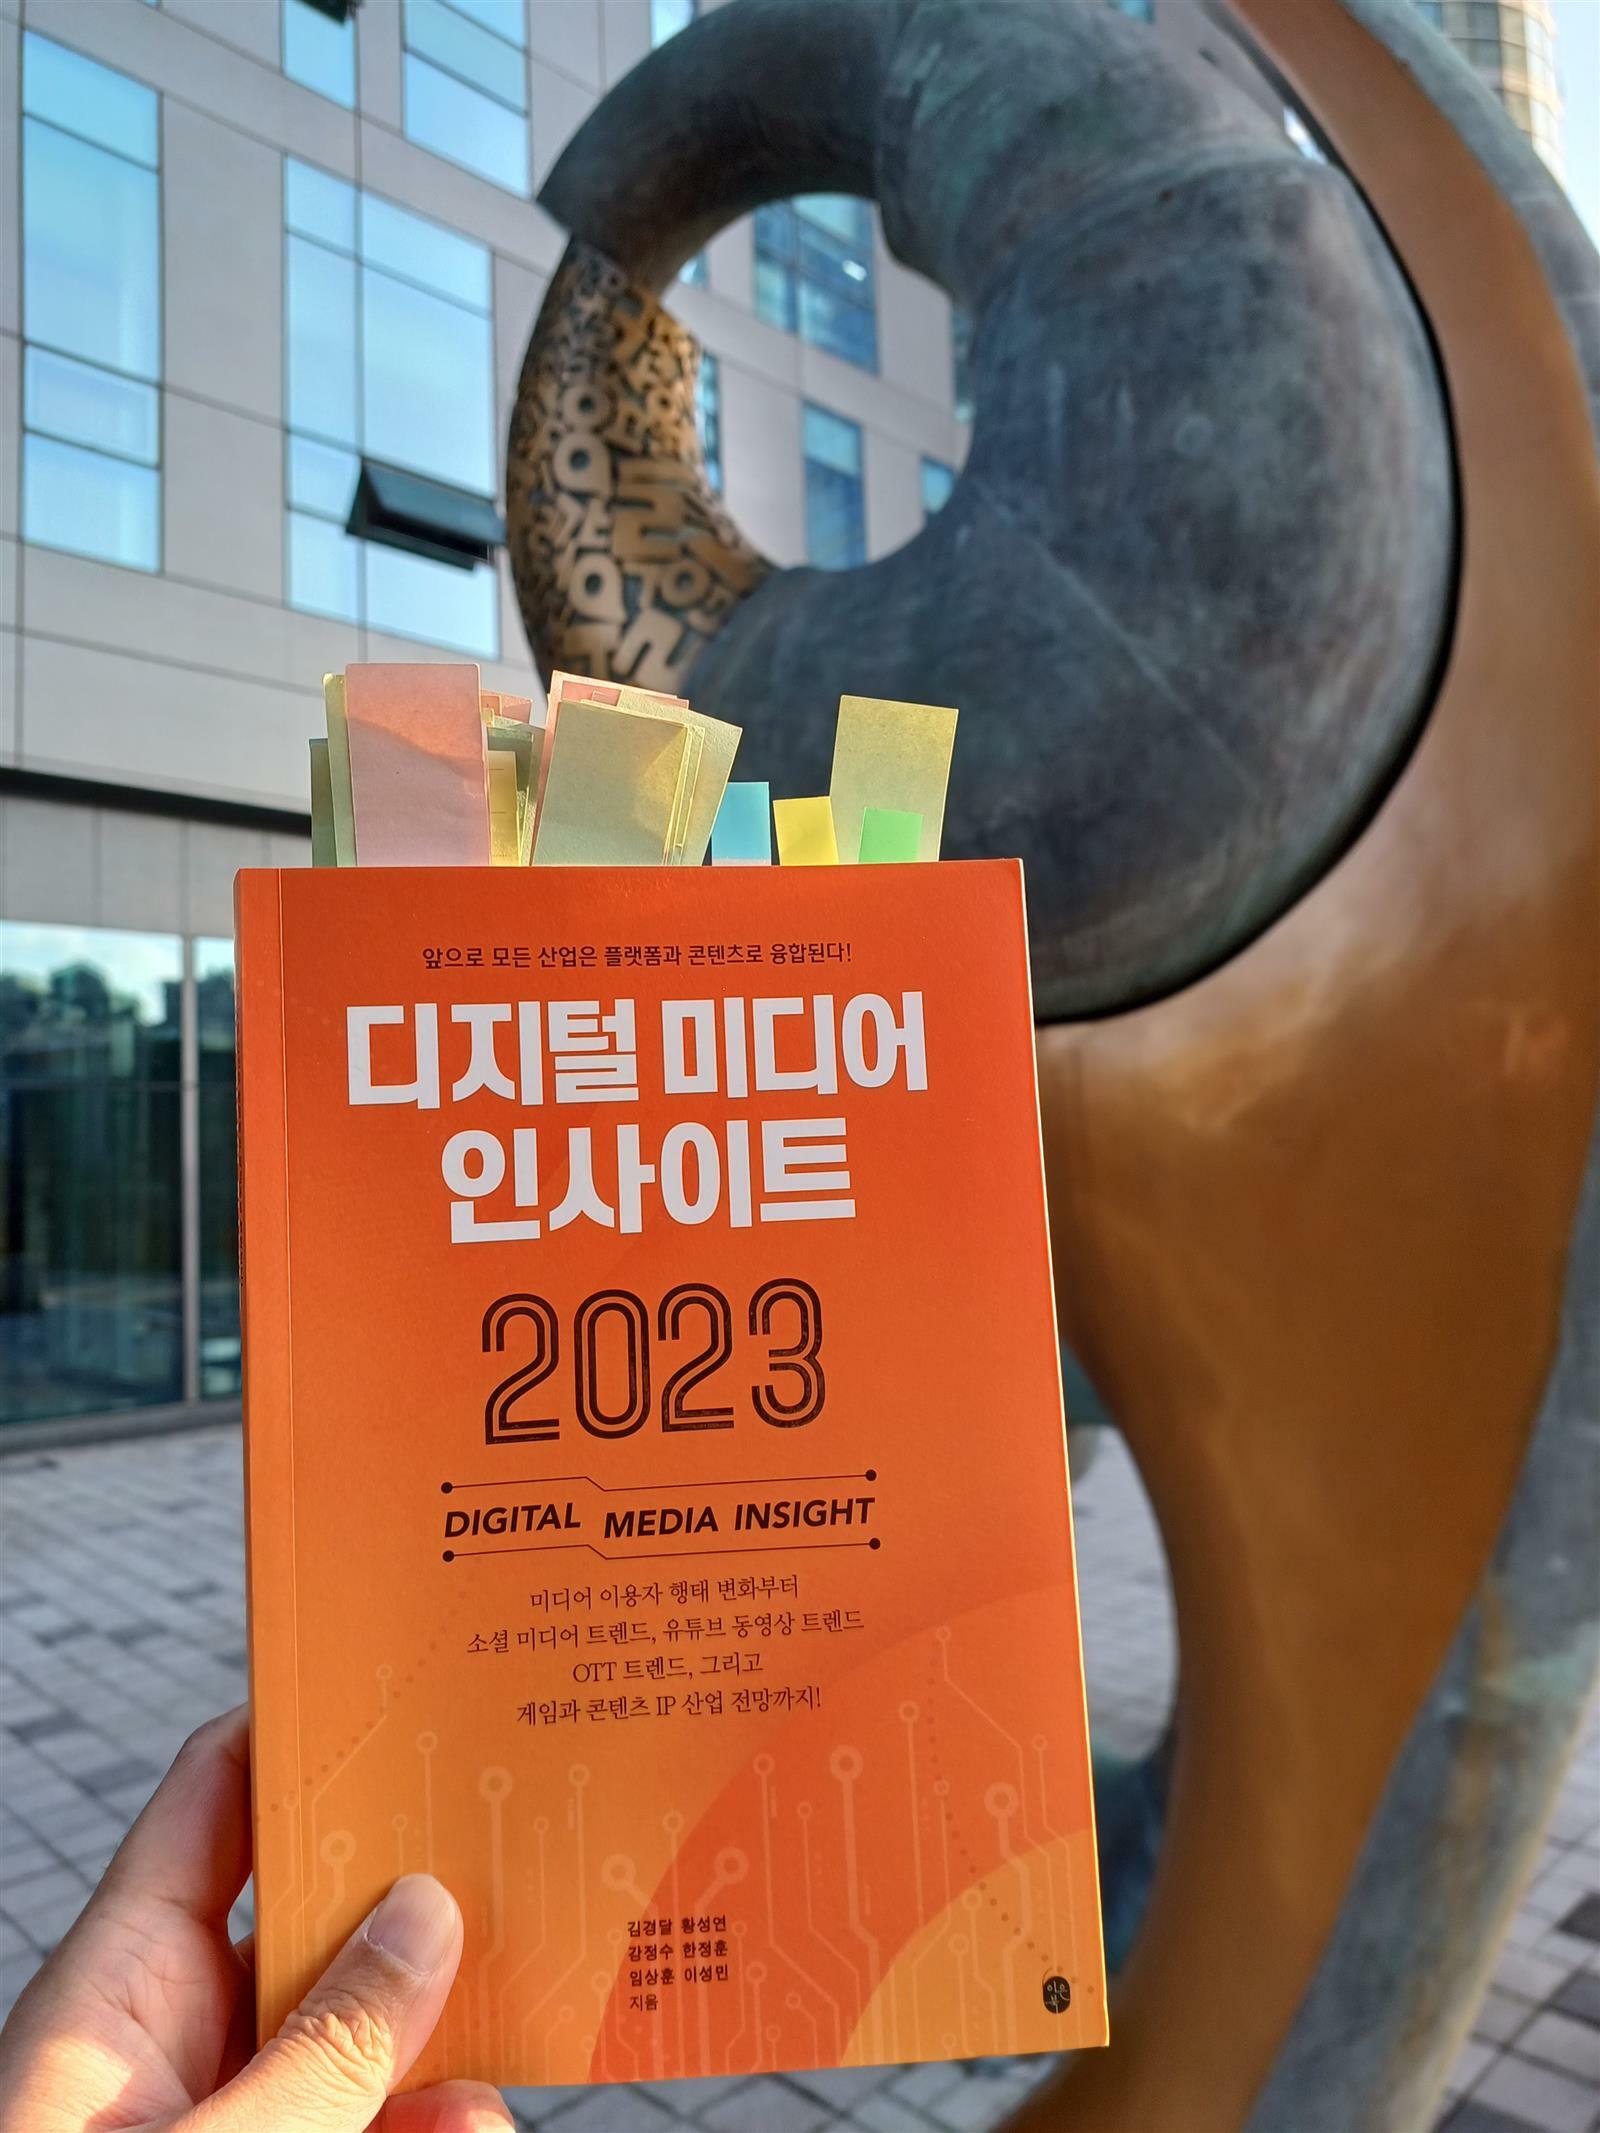 앞으로 모든 산업은 플랫폼과 콘텐츠로 융합된다!
디지털 미디어
인사이트
2023
DIGITAL MEDIA INSIGHT
미디어 이용자 행태 변화부터
소셜 미디어 트렌드, 유튜브 동영상 트렌드
OTT 트렌드, 그리고
게임과 콘텐츠 IP 산업 전망까지!
김경달 황성연
강정수 한정훈
임상훈 이성민
지음
이은북